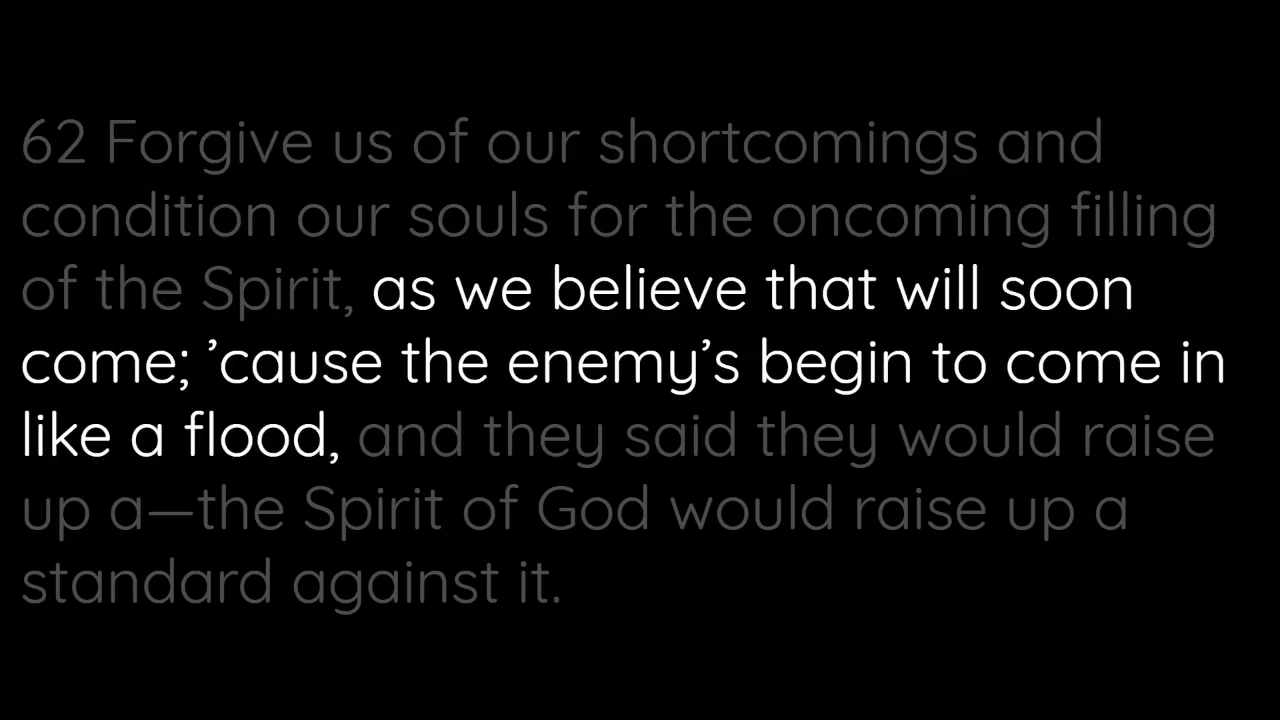 62 Forgive us of our shortcomings and
condition our souls for the oncoming filling
of the Spirit, as we believe that will soon
come; ’cause the enemy’s begin to come in
like a flood, and they said they would raise
up a—the Spirit of God would raise up a
standard against it.